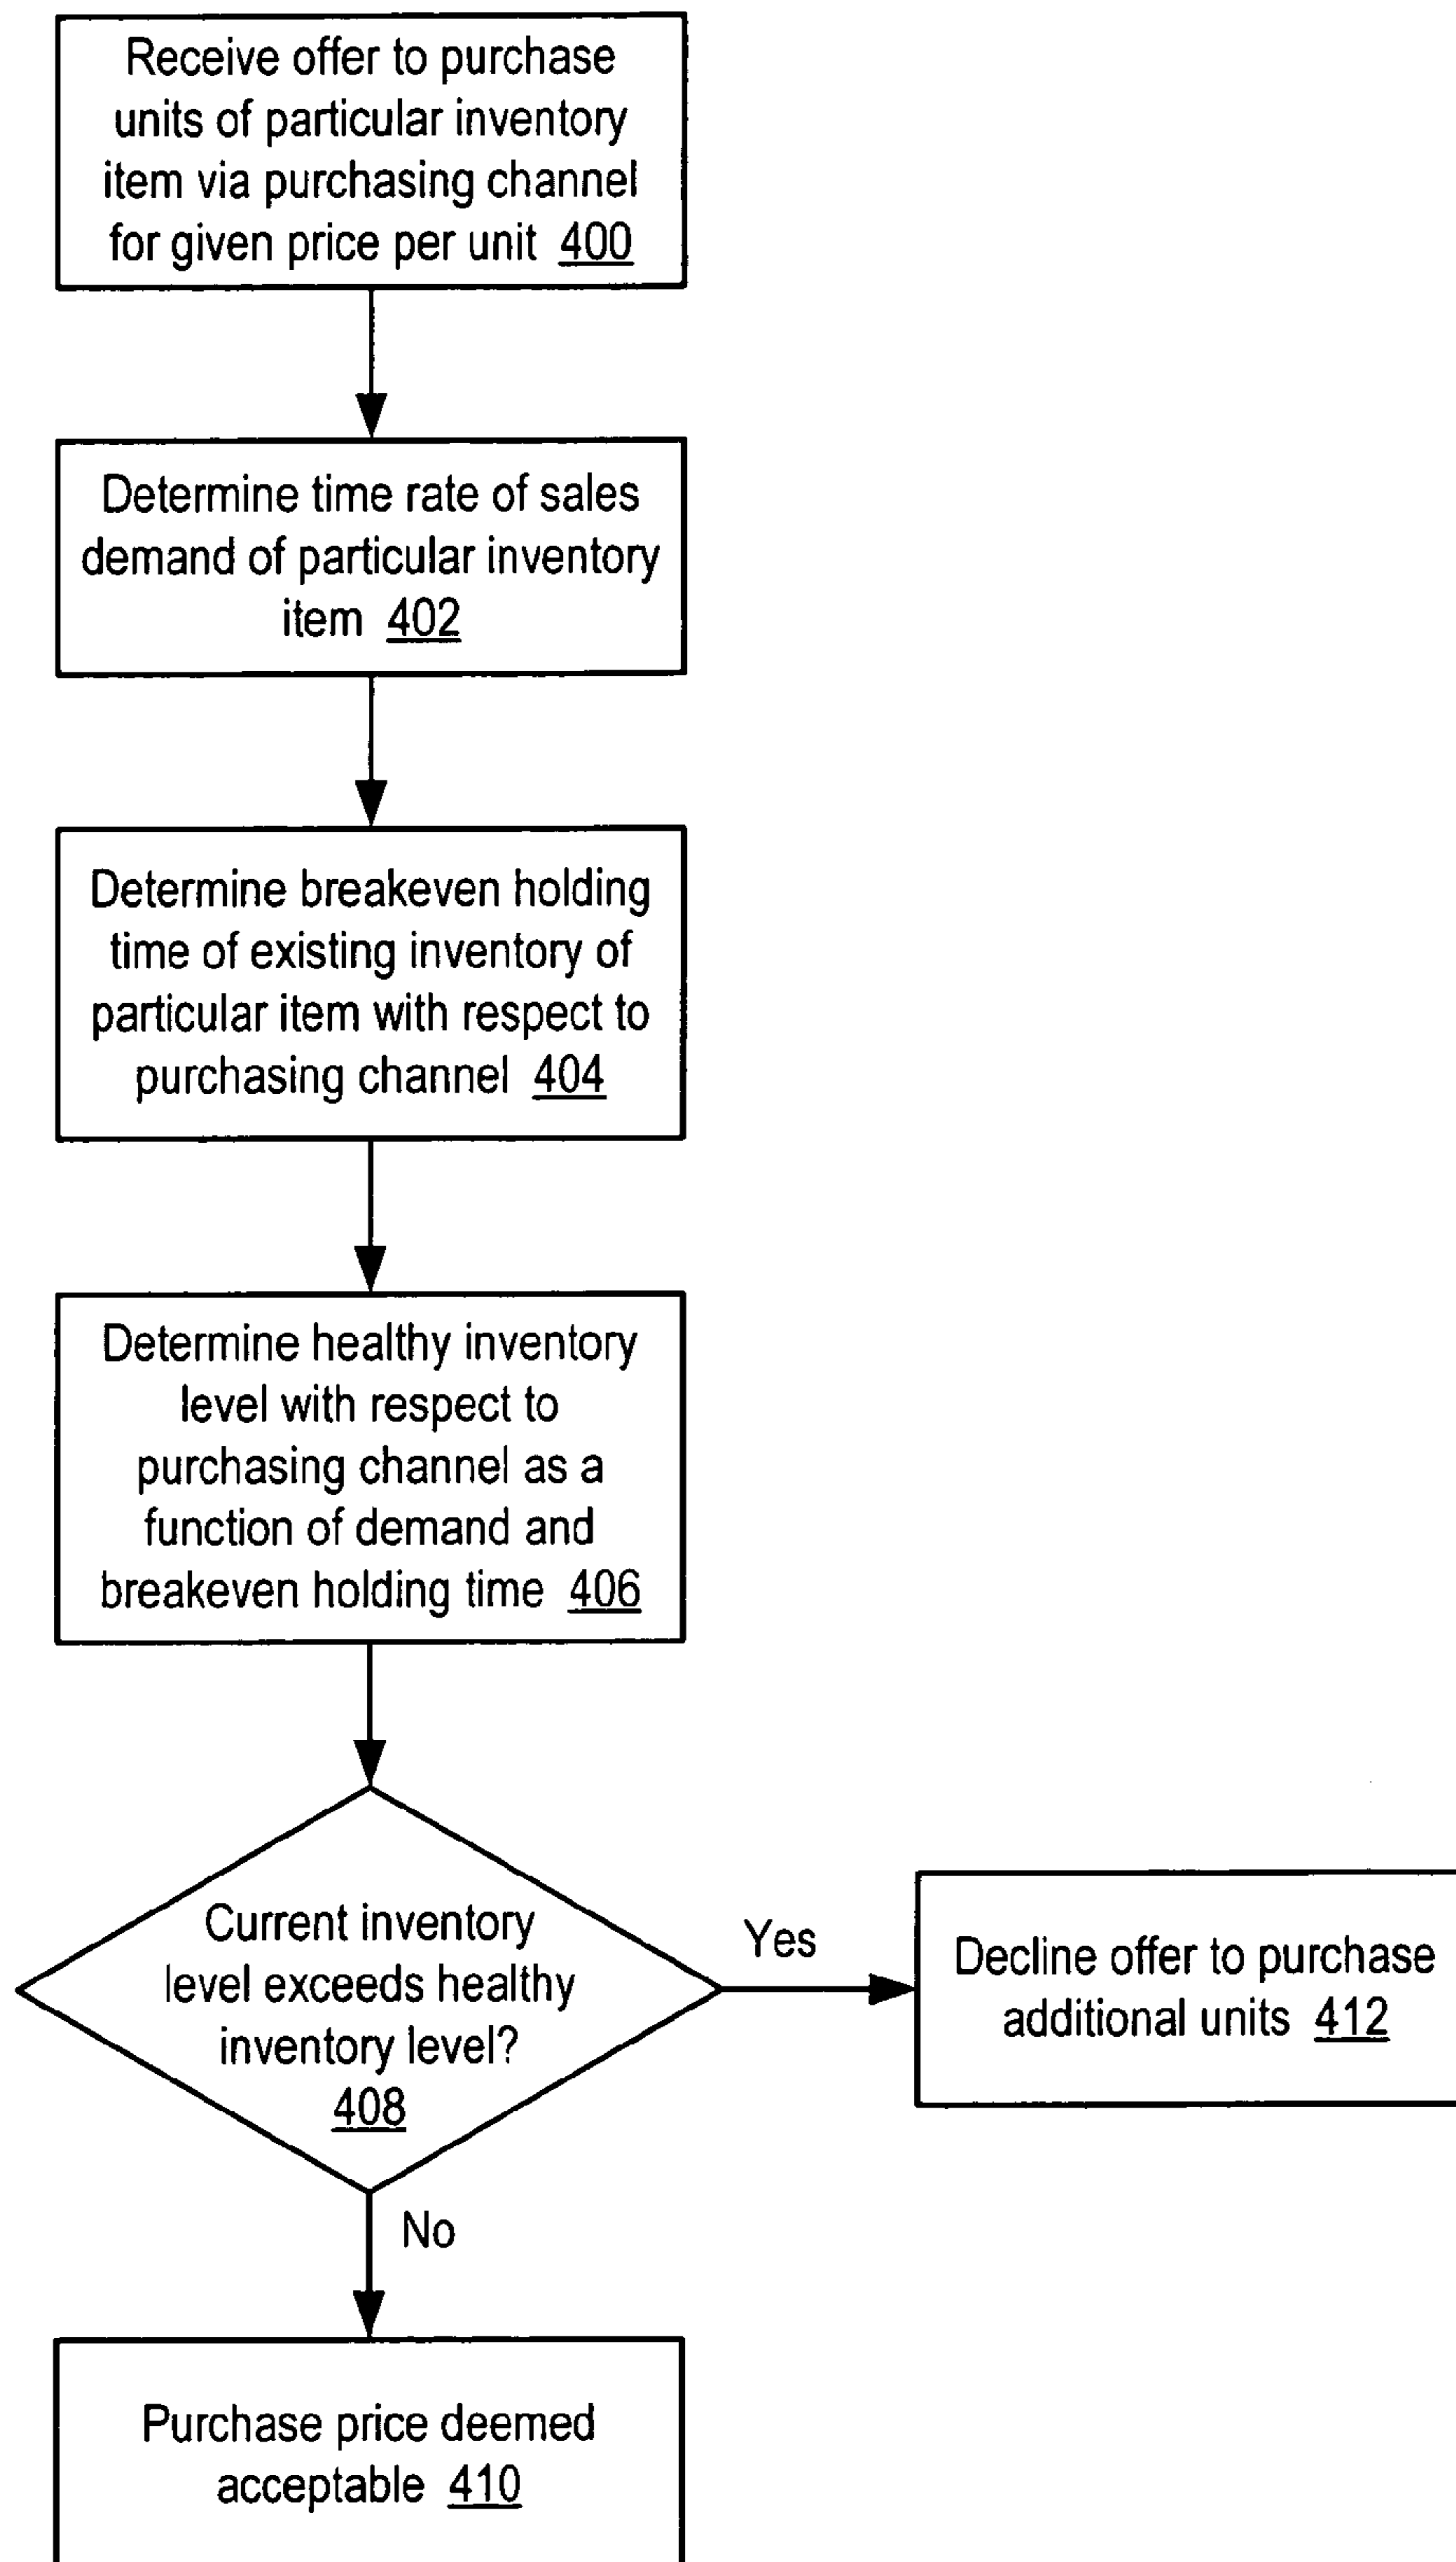 Receive offer to purchase
units of particular inventory
item via purchasing channel
for given price per unit 400
Determine time rate of sales
demand of particular inventory
item 402
Determine breakeven holding
time of existing inventory of
particular item with respect to
purchasing channel 404
Determine healthy inventory
level with respect to
purchasing channel as a
function of demand and
breakeven holding time 406
Current inventory
level exceeds healthy
inventory level?
408
Yes
Decline offer to purchase
additional units 412
No
Purchase price deemed
acceptable 410